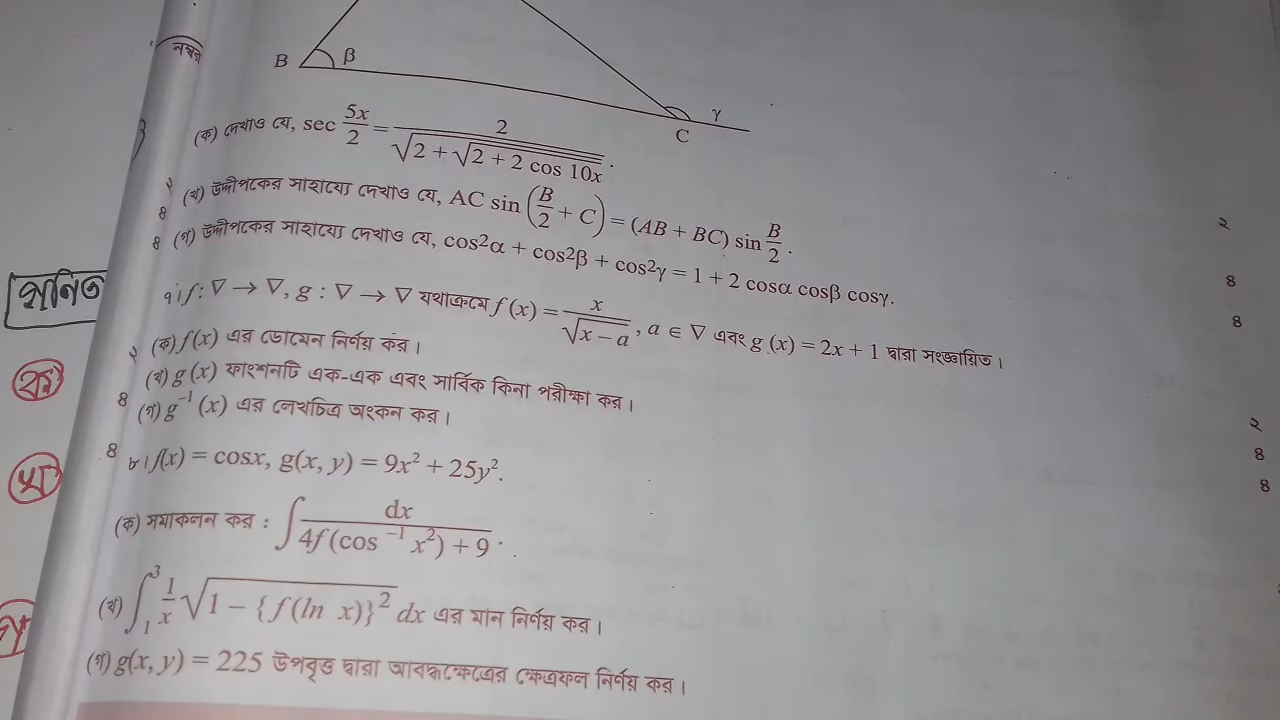 নম্বর
B β
C γ
(ক) দেখাও যে, sec 5x/2 = 2/√(2 + √(2 + 2 cos 10x)) .
(খ) উদ্দীপকের সাহায্যে দেখাও যে, AC sin (B/2 + C) = (AB + BC) sin B/2 . ২
(গ) উদ্দীপকের সাহায্যে দেখাও যে, cos²α + cos²β + cos²γ = 1 + 2 cosα cosβ cosγ. ৪
৭। f : ∇ → ∇, g : ∇ → ∇ যথাক্রমে f (x) = x/√(x – a) , a ∈ ∇ এবং g (x) = 2x + 1 দ্বারা সংজ্ঞায়িত। ৪
(ক) f (x) এর ডোমেন নির্ণয় কর।
(খ) g (x) ফাংশনটি এক-এক এবং সার্বিক কিনা পরীক্ষা কর। ২
(গ) g⁻¹ (x) এর লেখচিত্র অংকন কর। ৪
৮। f(x) = cosx, g(x, y) = 9x² + 25y². ৪
(ক) সমাকলন কর : ∫ dx/(4f(cos⁻¹ x²) + 9) .
(খ) ∫₁³ 1/x √(1 – {f(ln x)}²) dx এর মান নির্ণয় কর।
(গ) g(x, y) = 225 উপবৃত্ত দ্বারা আবদ্ধক্ষেত্রের ক্ষেত্রফল নির্ণয় কর।
২
৪
৪
২
৪
৪
ক
খ